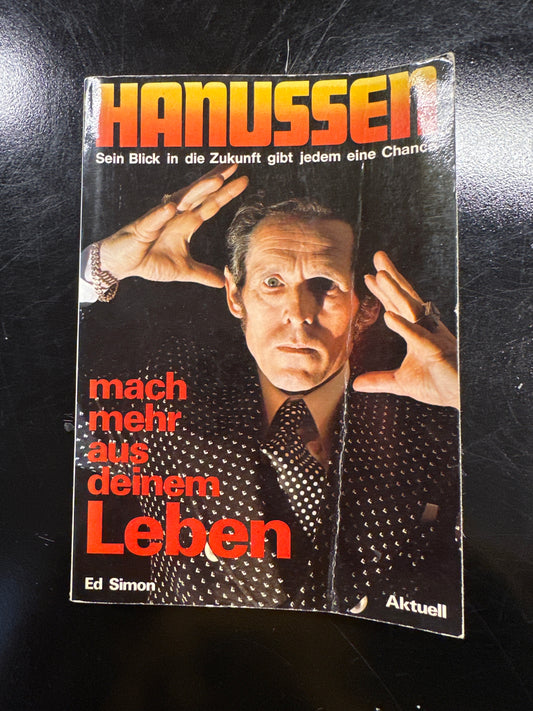 HANUSSEN
Sein Blick in die Zukunft gibt jedem eine Chance
mach
mehr
aus
deinem
Leben
Ed Simon
Aktuell